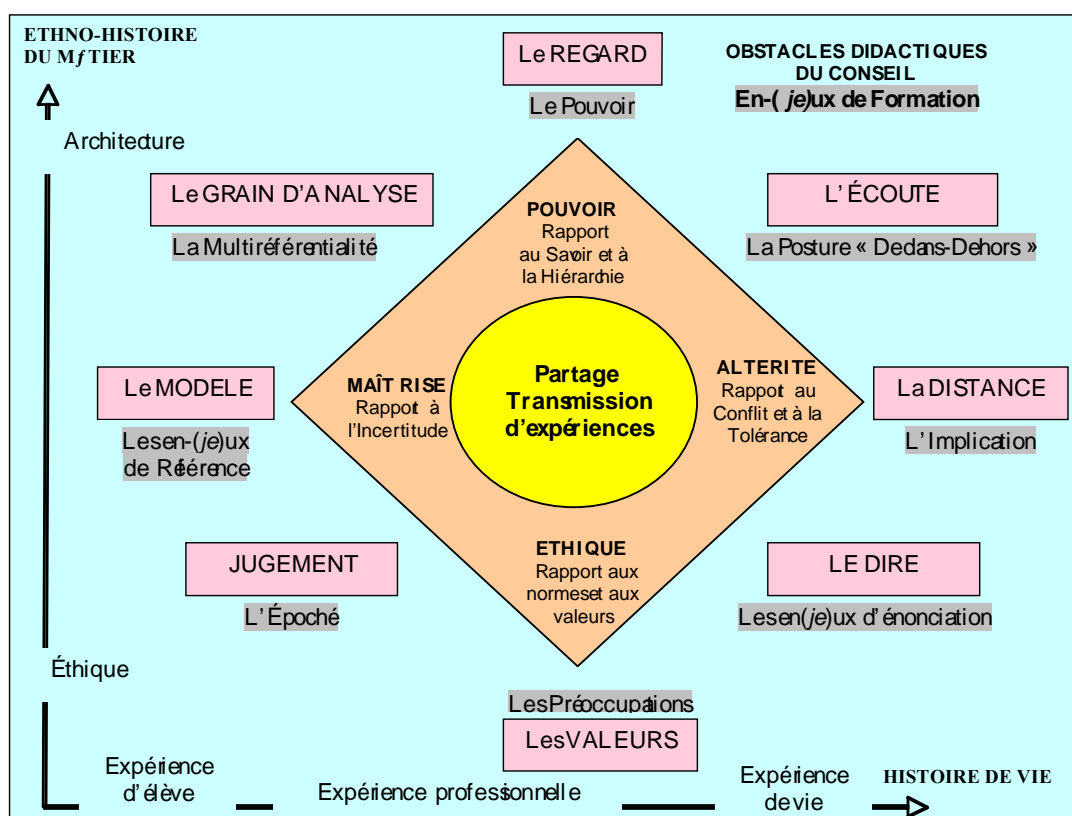 ETHNO-HISTOIRE
DU MƒTIER
Le REGARD
Le Pouvoir
OBSTACLES DIDACTIQUES
DU CONSEIL
En-( je)ux de Formation
Architecture
Le GRAIN D'ANALYSE
La Multiréférentialité
L'ÉCOUTE
La Posture « Dedans-Dehors »
POUVOIR
Rapport
au Savoir et à
la Hiérarchie
Le MODELE
Les en-(je)ux
de Référence
MAÎTRISE
Rapport à
l'Incertitude
Partage
Transmission
d'expériences
ALTERITE
Rapport au
Conflit et à la
Tolérance
La DISTANCE
L'Implication
JUGEMENT
L'Époché
ETHIQUE
Rapport aux
normes et aux
valeurs
LE DIRE
Les en(je)ux d'énonciation
Éthique
Les Préoccupations
Les VALEURS
Expérience
d'élève
Expérience professionnelle
Expérience
de vie
HISTOIRE DE VIE